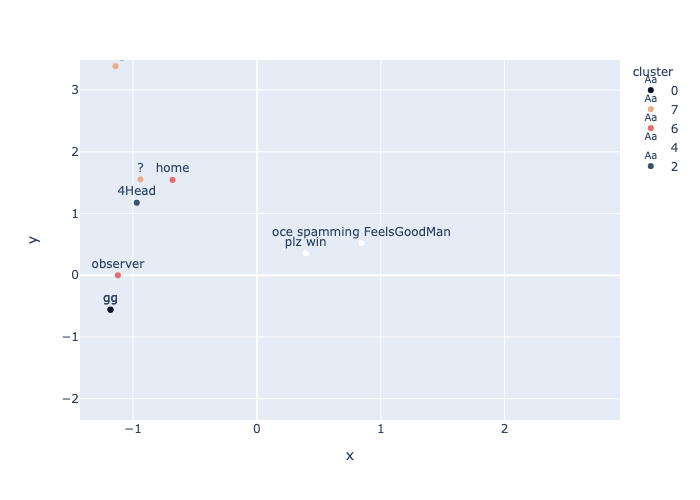 cluster
Aa 0
Aa 7
Aa 6
Aa 4
Aa 2
3
2
1
0
−1
−2
y
? home
4Head
oce spamming FeelsGoodMan
plz win
observer
gg
−1 0 1 2
x